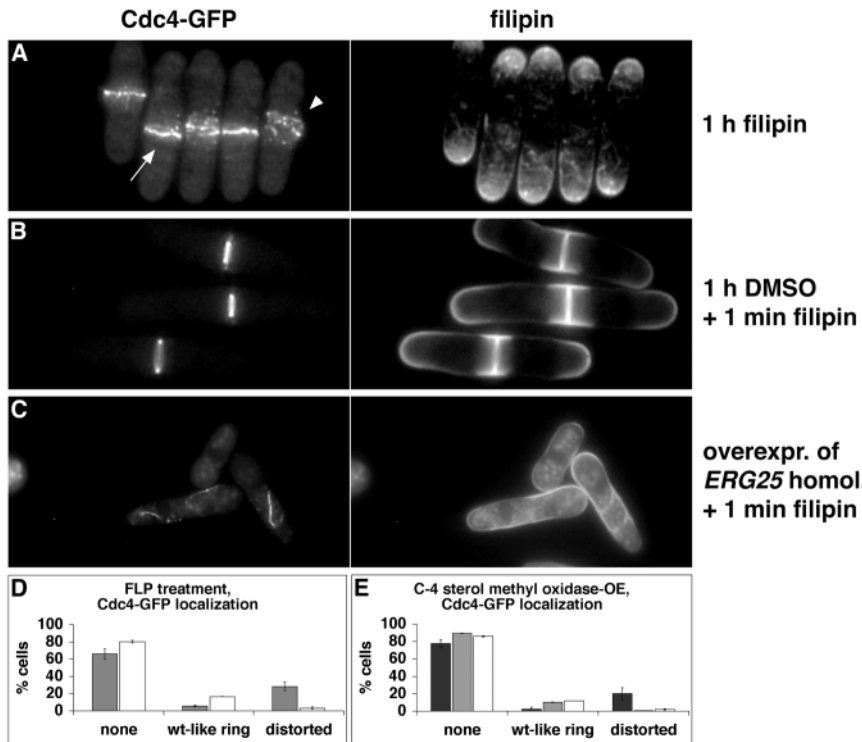 Cdc4-GFP
filipin
A
1 h filipin
B
1 h DMSO
+ 1 min filipin
C
overexpr. of
ERG25 homol.
+ 1 min filipin
D
FLP treatment,
Cdc4-GFP localization
% cells
100
80
60
40
20
0
none
wt-like ring
distorted
E
C-4 sterol methyl oxidase-OE,
Cdc4-GFP localization
% cells
100
80
60
40
20
0
none
wt-like ring
distorted